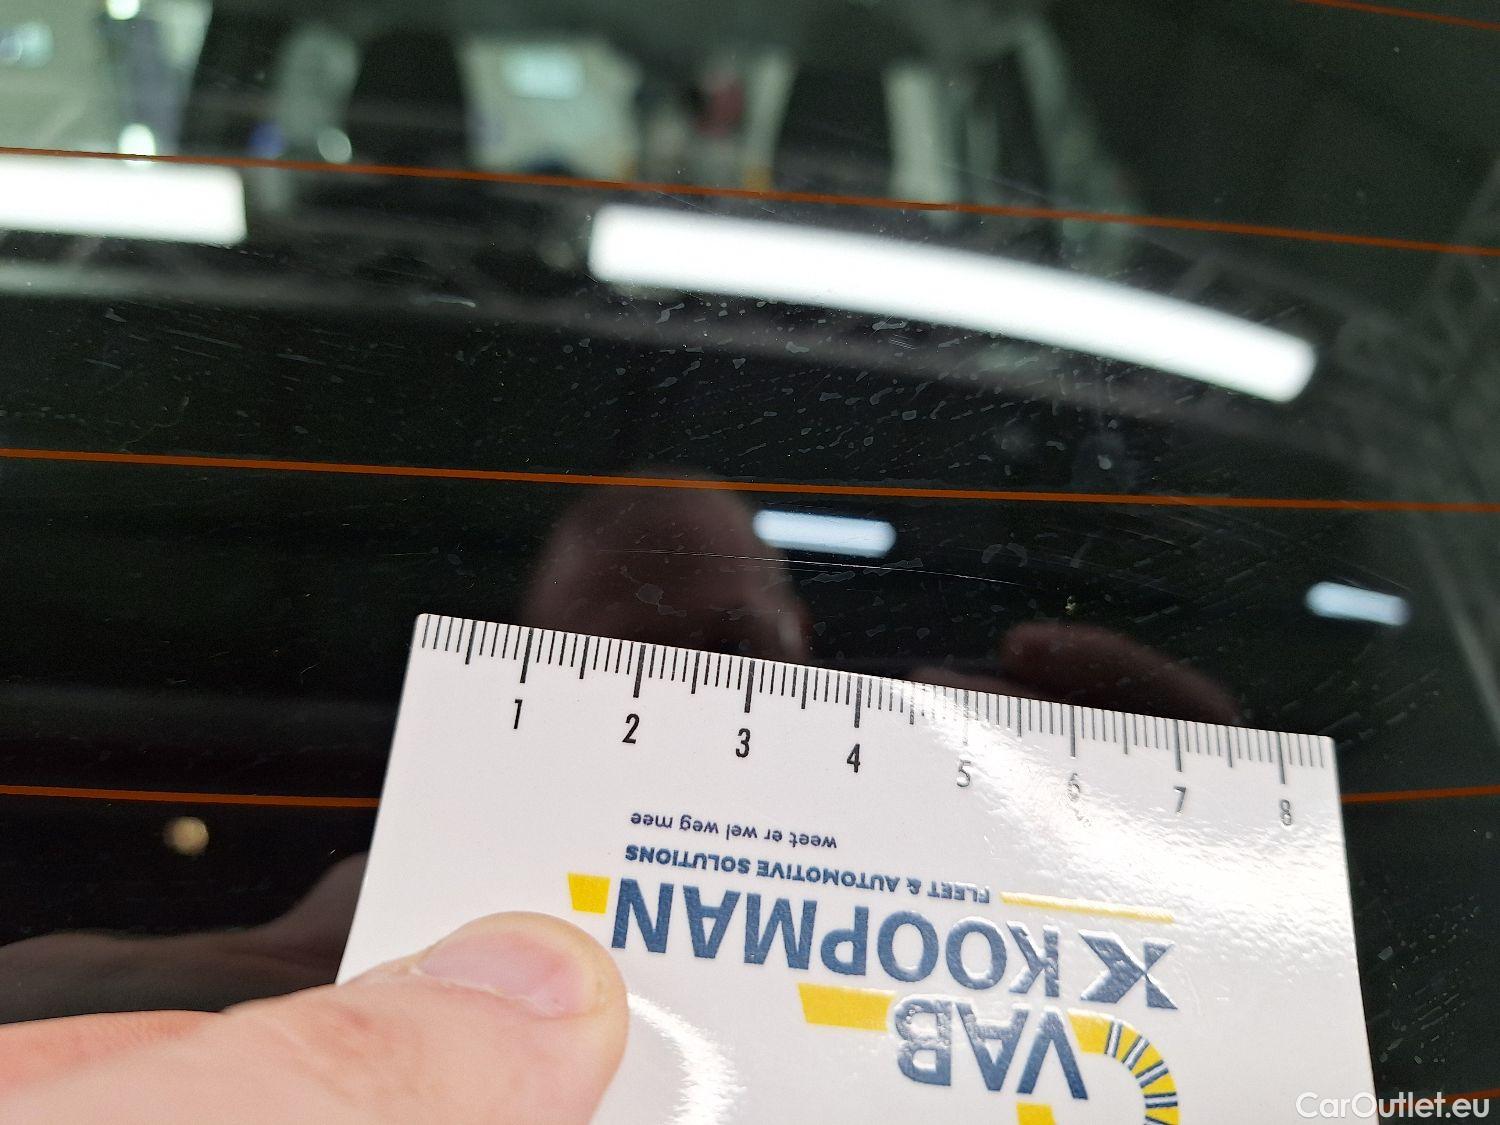 1 2 3 4 5 6 7 8
weet er wel weg mee
FLEET & AUTOMOTIVE SOLUTIONS
KOOPMAN
VAB
CarOutlet.eu